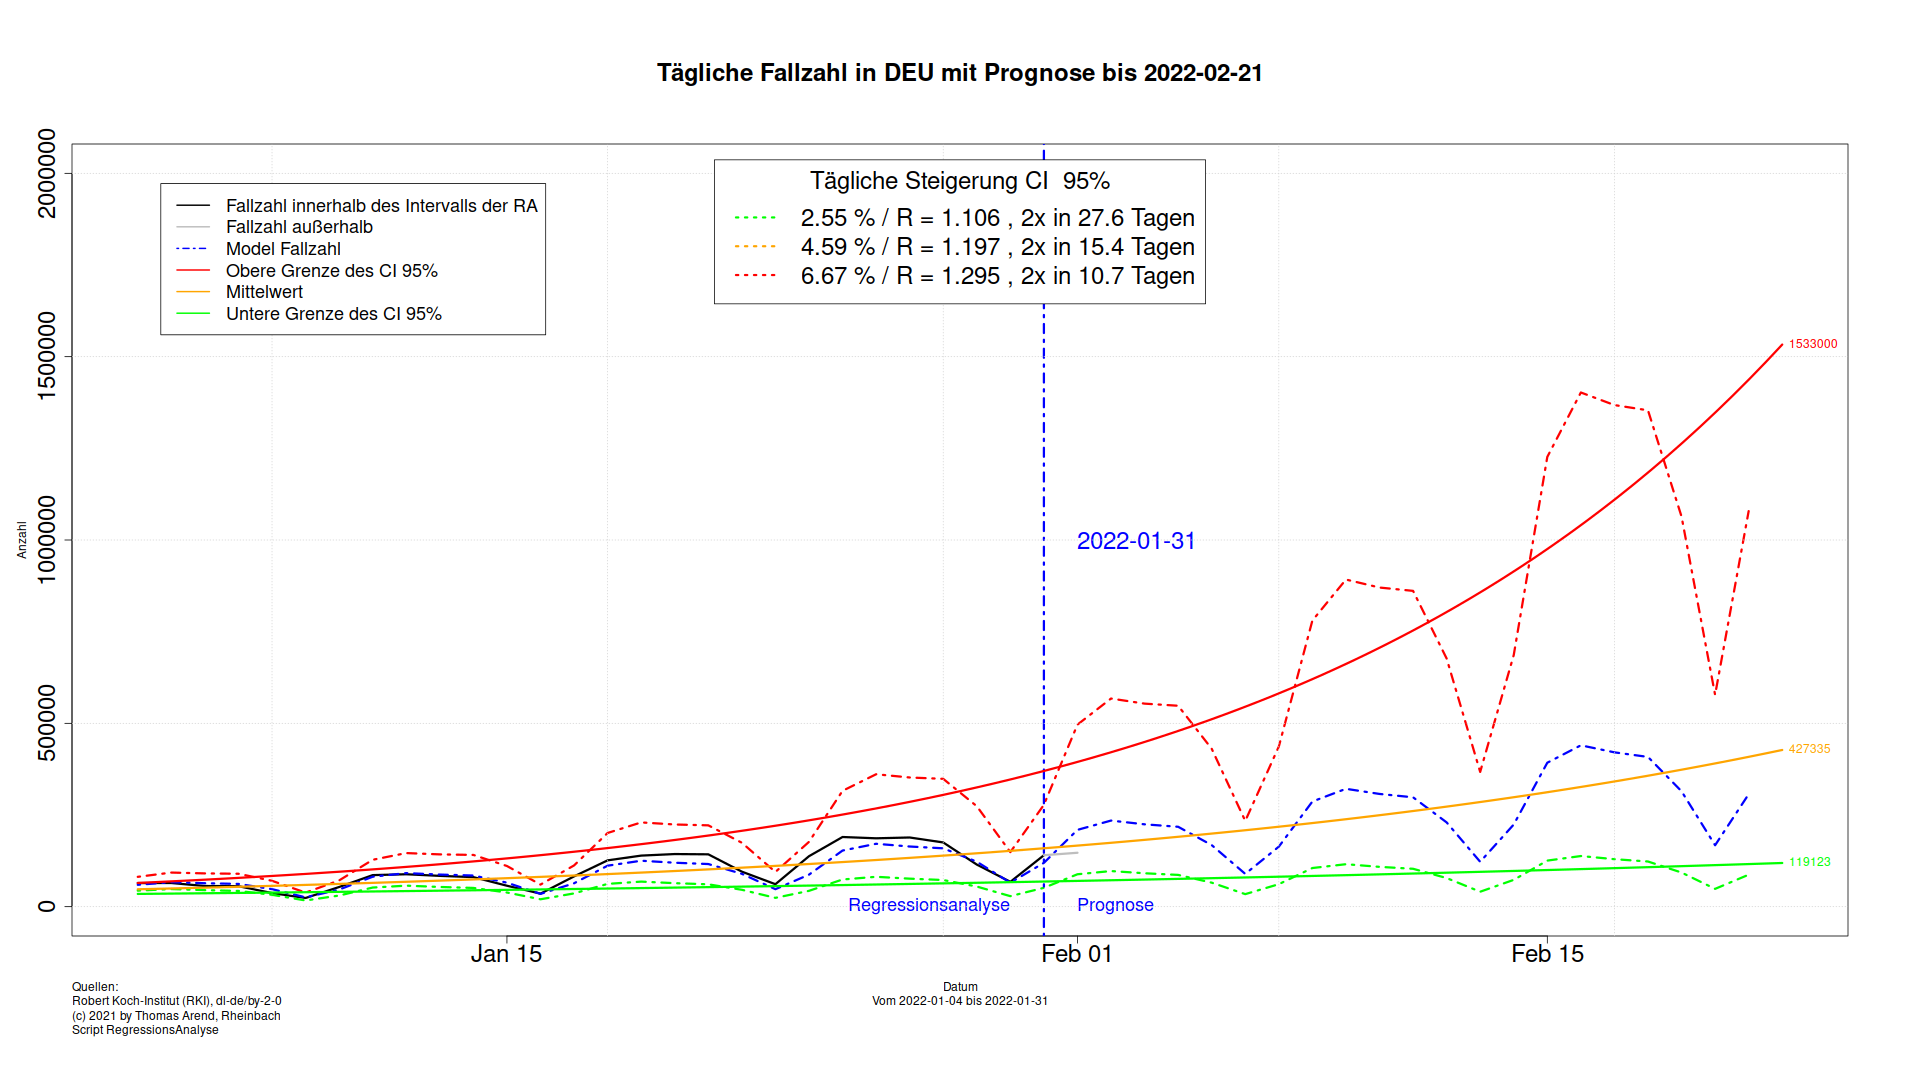 Tägliche Fallzahl in DEU mit Prognose bis 2022-02-21
Fallzahl innerhalb des Intervalls der RA
Fallzahl außerhalb
Model Fallzahl
Obere Grenze des CI 95%
Mittelwert
Untere Grenze des CI 95%
Tägliche Steigerung CI 95%
2.55 % / R = 1.106 , 2x in 27.6 Tagen
4.59 % / R = 1.197 , 2x in 15.4 Tagen
6.67 % / R = 1.295 , 2x in 10.7 Tagen
2000000
1500000
1000000
500000
0
Anzahl
1533000
2022-01-31
427335
119123
Regressionsanalyse
Prognose
Jan 15
Feb 01
Feb 15
Datum
Vom 2022-01-04 bis 2022-01-31
Quellen:
Robert Koch-Institut (RKI), dl-de/by-2-0
(c) 2021 by Thomas Arend, Rheinbach
Script RegressionsAnalyse